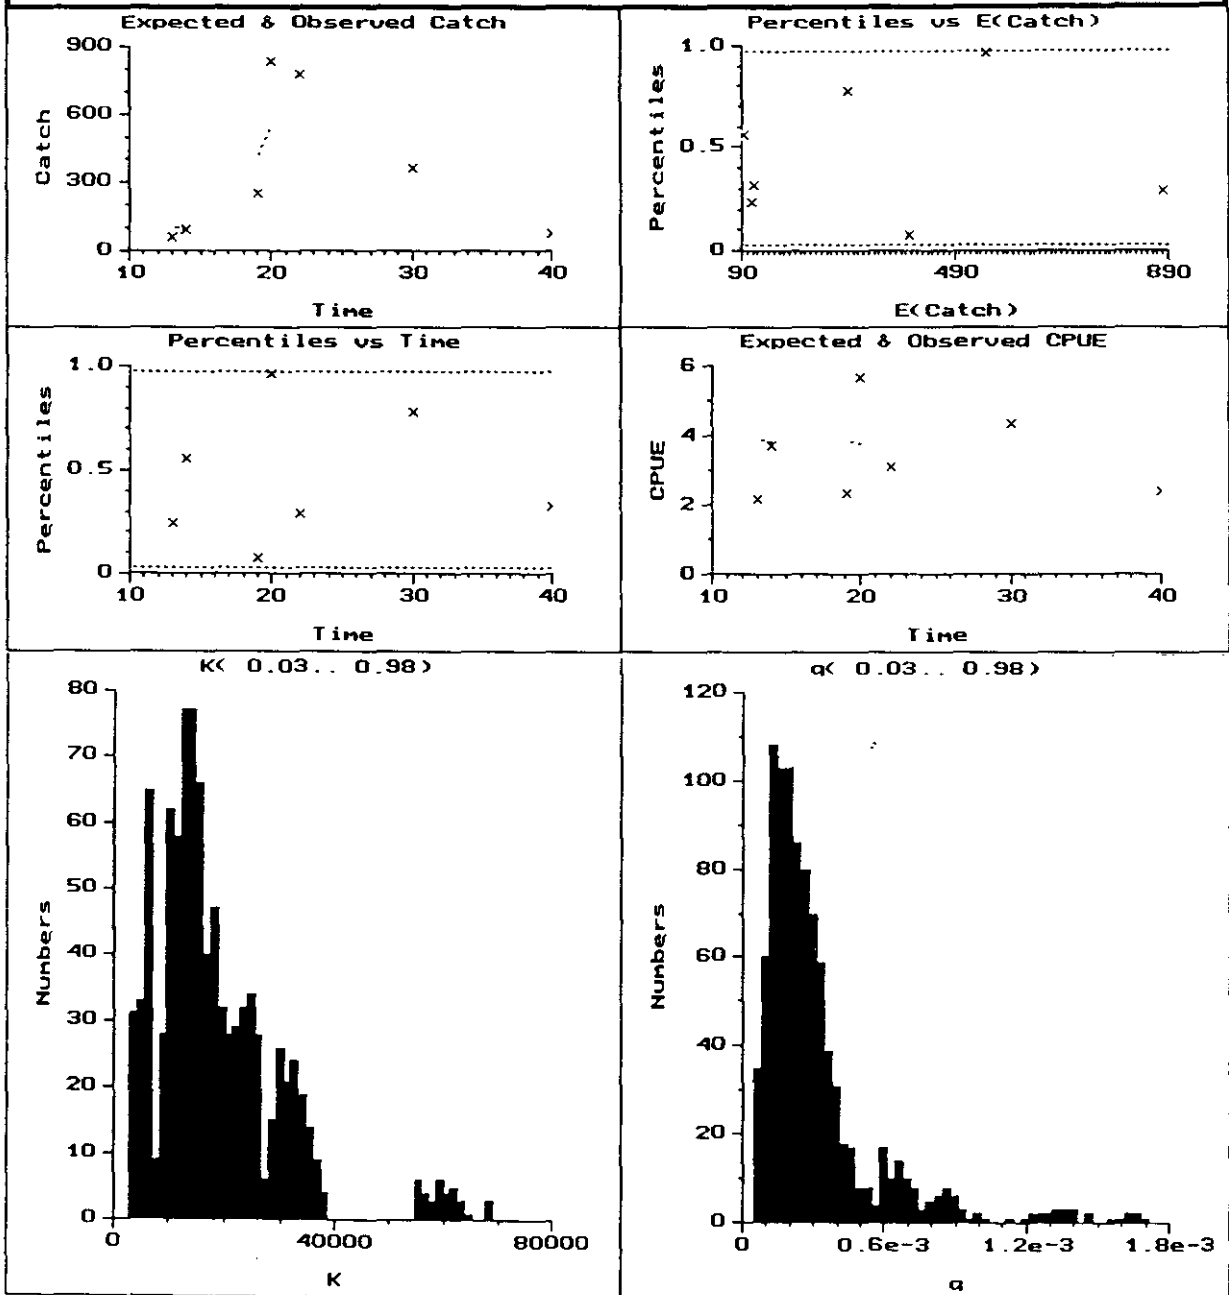 Expected & Observed Catch
900
600
300
0
Catch
10 20 30 40
Time
Percentiles vs E(Catch)
1.0
0.5
0
Percentiles
90 490 890
E(Catch)
Percentiles vs Time
1.0
0.5
0
Percentiles
10 20 30 40
Time
Expected & Observed CPUE
6
4
2
0
CPUE
10 20 30 40
Time
K( 0.03.. 0.98)
80
70
60
50
40
30
20
10
0
Numbers
0 40000 80000
K
q( 0.03.. 0.98)
120
100
80
60
40
20
0
Numbers
0 0.6e-3 1.2e-3 1.8e-3
q